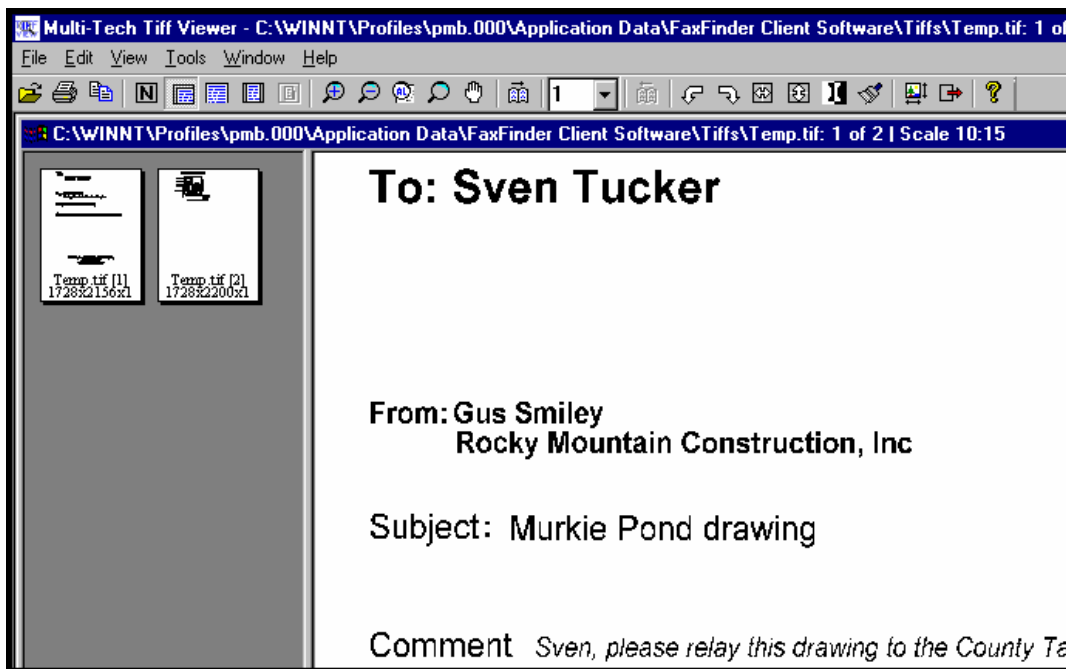 Multi-Tech Tiff Viewer - C:\WINNT\Profiles\pmb.000\Application Data\FaxFinder Client Software\Tiffs\Temp.tif: 1 of
File Edit View Tools Window Help
N 1
C:\WINNT\Profiles\pmb.000\Application Data\FaxFinder Client Software\Tiffs\Temp.tif: 1 of 2 | Scale 10:15
Temp.tif [1]
1728x2156x1
Temp.tif [2]
1728x2200x1
To: Sven Tucker
From: Gus Smiley
Rocky Mountain Construction, Inc
Subject: Murkie Pond drawing
Comment Sven, please relay this drawing to the County Ta